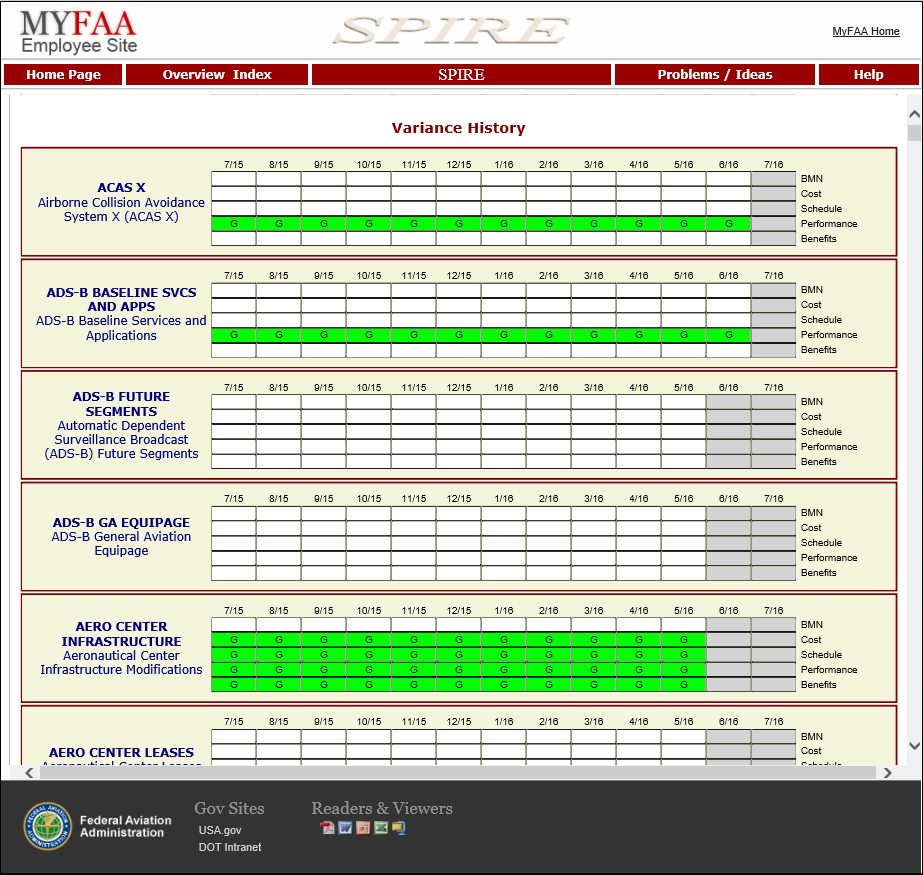 MYFAA
Employee Site
SPIRE
MyFAA Home
Home Page Overview Index SPIRE Problems / Ideas Help
Variance History
7/15 8/15 9/15 10/15 11/15 12/15 1/16 2/16 3/16 4/16 5/16 6/16 7/16
ACAS X
Airborne Collision Avoidance
System X (ACAS X)
BMN
Cost
Schedule
G G G G G G G G G G G G Performance
Benefits
7/15 8/15 9/15 10/15 11/15 12/15 1/16 2/16 3/16 4/16 5/16 6/16 7/16
ADS-B BASELINE SVCS
AND APPS
ADS-B Baseline Services and
Applications
BMN
Cost
Schedule
G G G G G G G G G G G G Performance
Benefits
7/15 8/15 9/15 10/15 11/15 12/15 1/16 2/16 3/16 4/16 5/16 6/16 7/16
ADS-B FUTURE
SEGMENTS
Automatic Dependent
Surveillance Broadcast
(ADS-B) Future Segments
BMN
Cost
Schedule
Performance
Benefits
7/15 8/15 9/15 10/15 11/15 12/15 1/16 2/16 3/16 4/16 5/16 6/16 7/16
ADS-B GA EQUIPAGE
ADS-B General Aviation
Equipage
BMN
Cost
Schedule
Performance
Benefits
7/15 8/15 9/15 10/15 11/15 12/15 1/16 2/16 3/16 4/16 5/16 6/16 7/16
AERO CENTER
INFRASTRUCTURE
Aeronautical Center
Infrastructure Modifications
BMN
G G G G G G G G G G G Cost
G G G G G G G G G G G Schedule
G G G G G G G G G G G Performance
G G G G G G G G G G G Benefits
7/15 8/15 9/15 10/15 11/15 12/15 1/16 2/16 3/16 4/16 5/16 6/16 7/16
AERO CENTER LEASES
Aeronautical Center Leases
BMN
Cost
Schedule
Federal Aviation
Administration
Gov Sites
USA.gov
DOT Intranet
Readers & Viewers